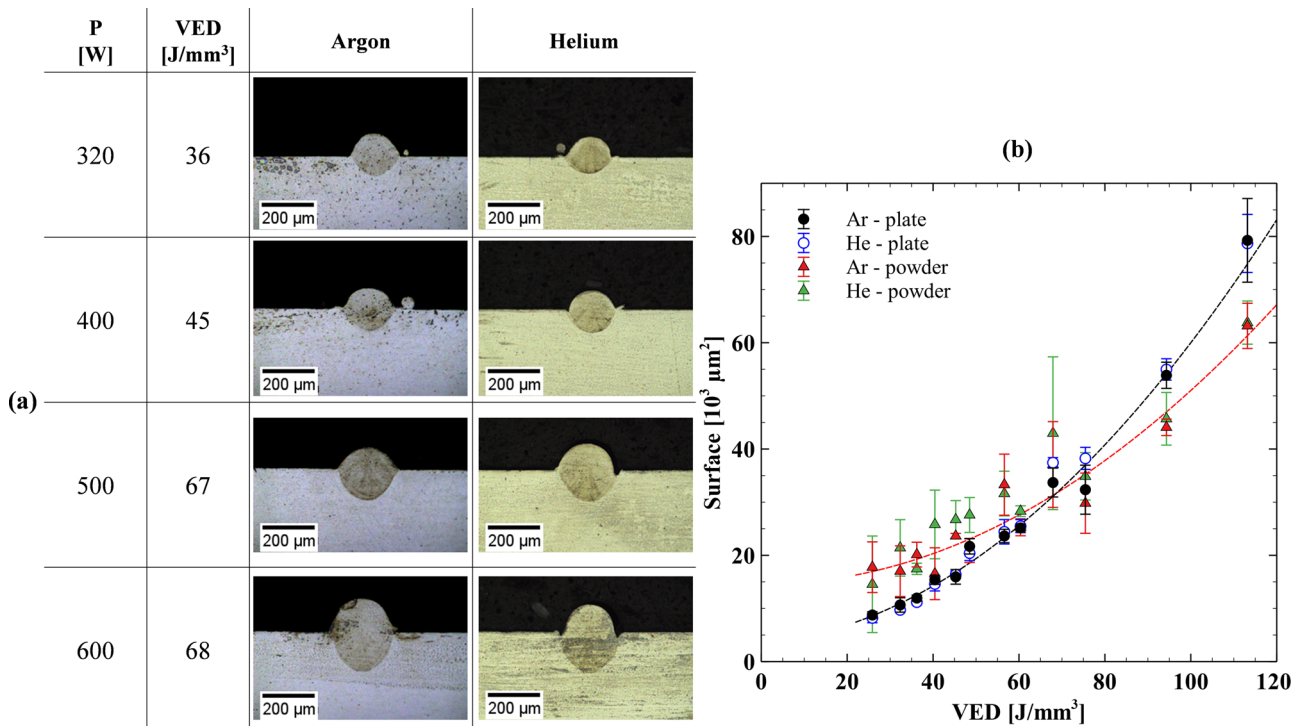 P
[W]
VED
[J/mm³]
Argon
Helium
320
36
200 µm
200 µm
400
45
200 µm
200 µm
(a)
500
67
200 µm
200 µm
600
68
200 µm
200 µm
(b)
Ar - plate
He - plate
Ar - powder
He - powder
Surface [10³ µm²]
80
60
40
20
0
0
20
40
60
80
100
120
VED [J/mm³]